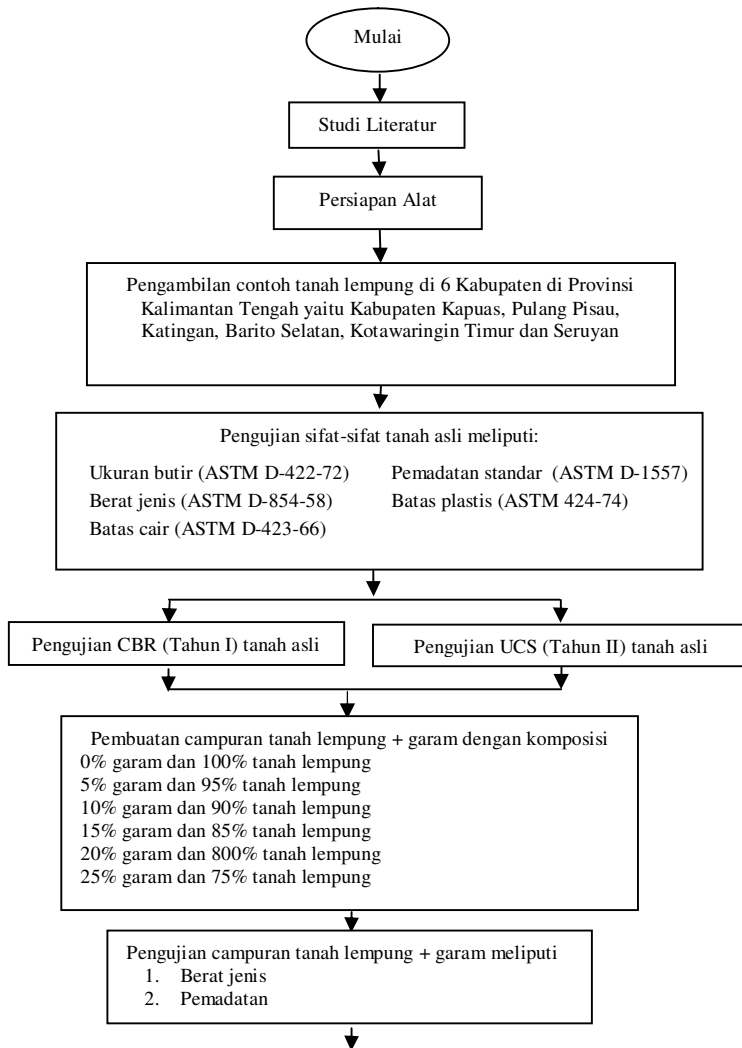 Mulai
Studi Literatur
Persiapan Alat
Pengambilan contoh tanah lempung di 6 Kabupaten di Provinsi
Kalimantan Tengah yaitu Kabupaten Kapuas, Pulang Pisau,
Katingan, Barito Selatan, Kotawaringin Timur dan Seruyan
Pengujian sifat-sifat tanah asli meliputi:
Ukuran butir (ASTM D-422-72)
Berat jenis (ASTM D-854-58)
Batas cair (ASTM D-423-66)
Pemadatan standar (ASTM D-1557)
Batas plastis (ASTM 424-74)
Pengujian CBR (Tahun I) tanah asli
Pengujian UCS (Tahun II) tanah asli
Pembuatan campuran tanah lempung + garam dengan komposisi
0% garam dan 100% tanah lempung
5% garam dan 95% tanah lempung
10% garam dan 90% tanah lempung
15% garam dan 85% tanah lempung
20% garam dan 800% tanah lempung
25% garam dan 75% tanah lempung
Pengujian campuran tanah lempung + garam meliputi
1. Berat jenis
2. Pemadatan